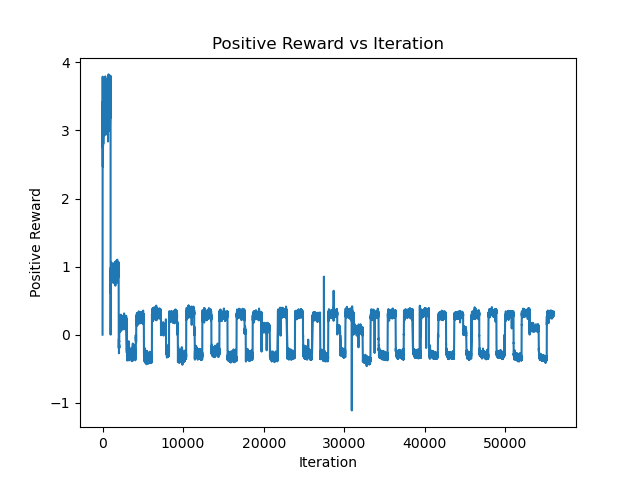 Positive Reward vs Iteration
4
3
2
1
0
−1
Positive Reward
0 10000 20000 30000 40000 50000
Iteration